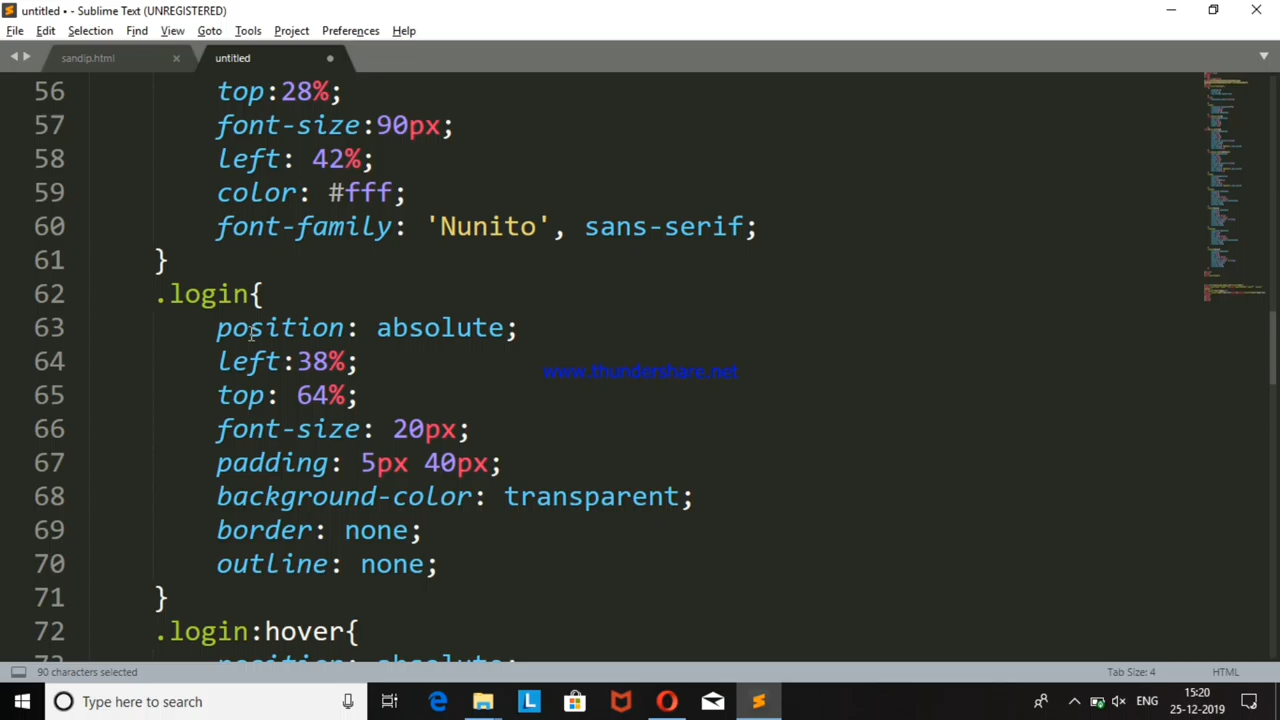 untitled • - Sublime Text (UNREGISTERED)
File Edit Selection Find View Goto Tools Project Preferences Help
sandip.html × untitled
56 top:28%;
57 font-size:90px;
58 left: 42%;
59 color: #fff;
60 font-family: 'Nunito', sans-serif;
61 }
62 .login{
63 position: absolute;
64 left:38%;
www.thundershare.net
65 top: 64%;
66 font-size: 20px;
67 padding: 5px 40px;
68 background-color: transparent;
69 border: none;
70 outline: none;
71 }
72 .login:hover{
73 position: absolute;
90 characters selected Tab Size: 4 HTML
Type here to search ENG 15:20
25-12-2019